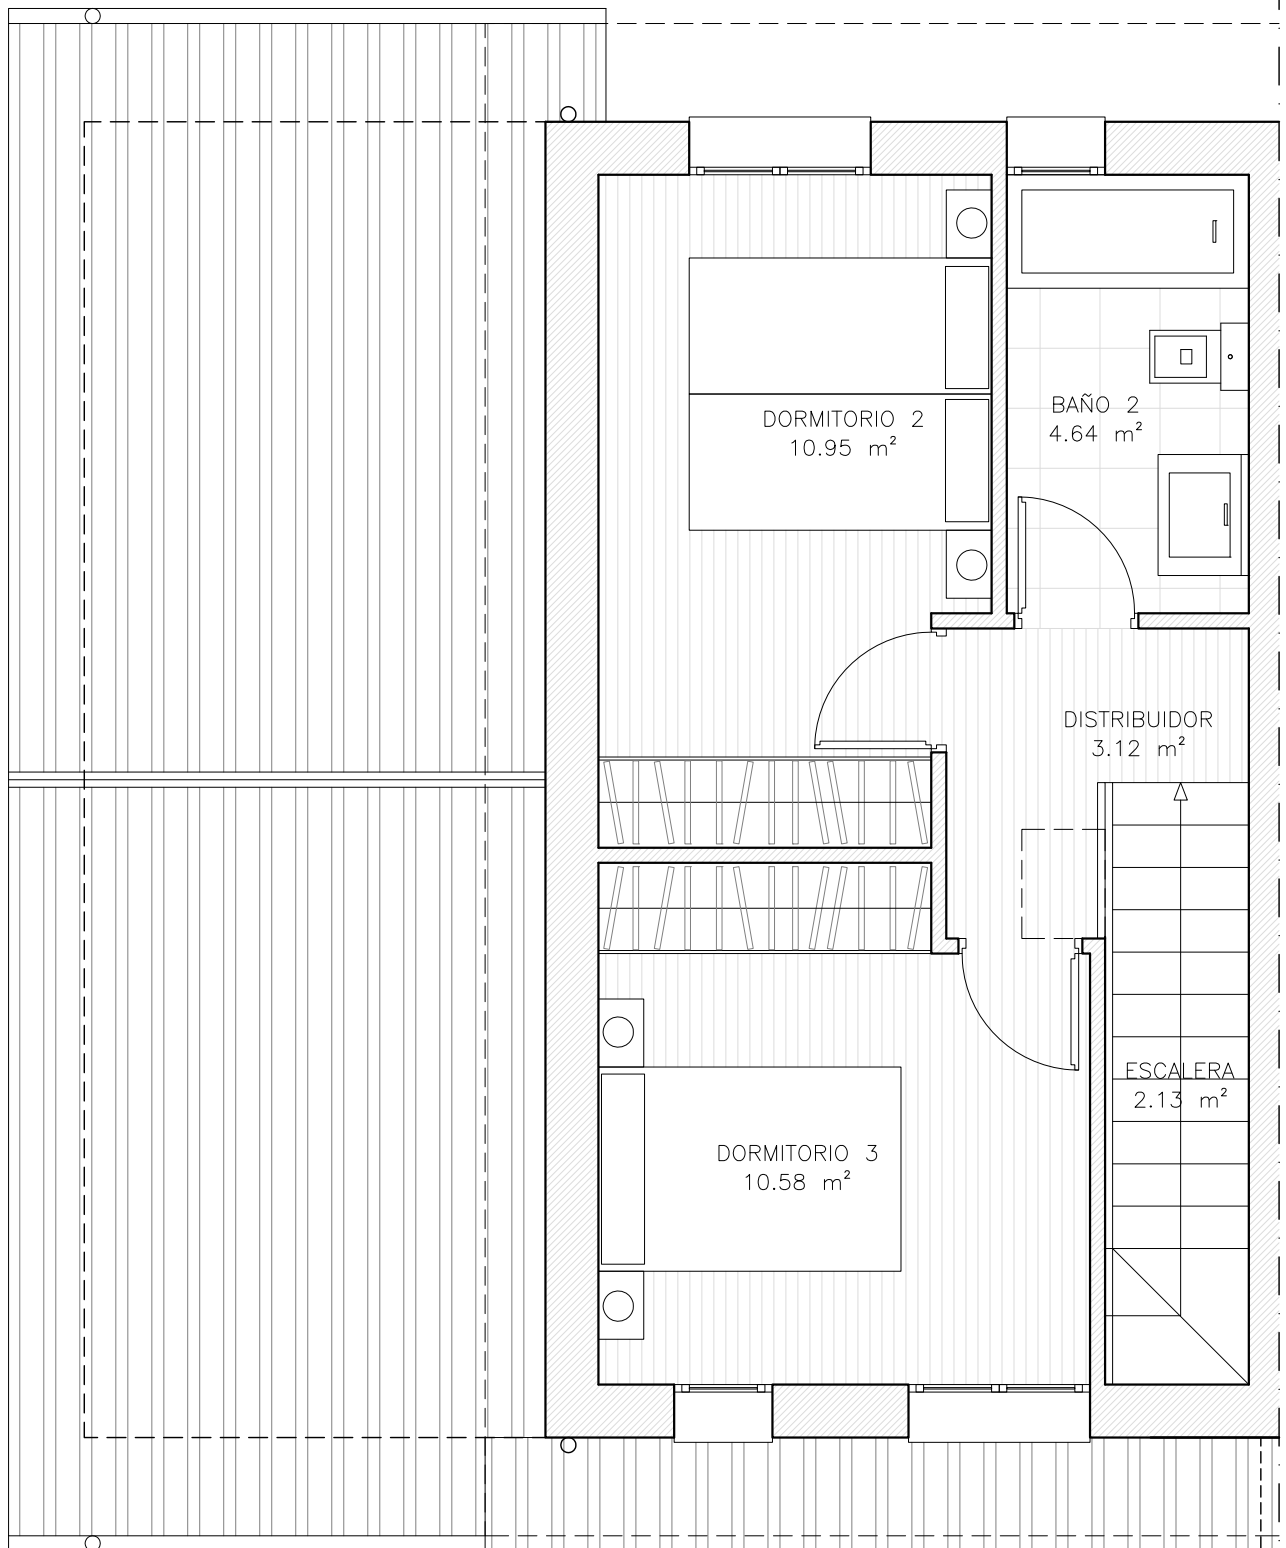 DORMITORIO 2
10.95 m²
BAÑO 2
4.64 m²
DISTRIBUIDOR
3.12 m²
ESCALERA
2.13 m²
DORMITORIO 3
10.58 m²